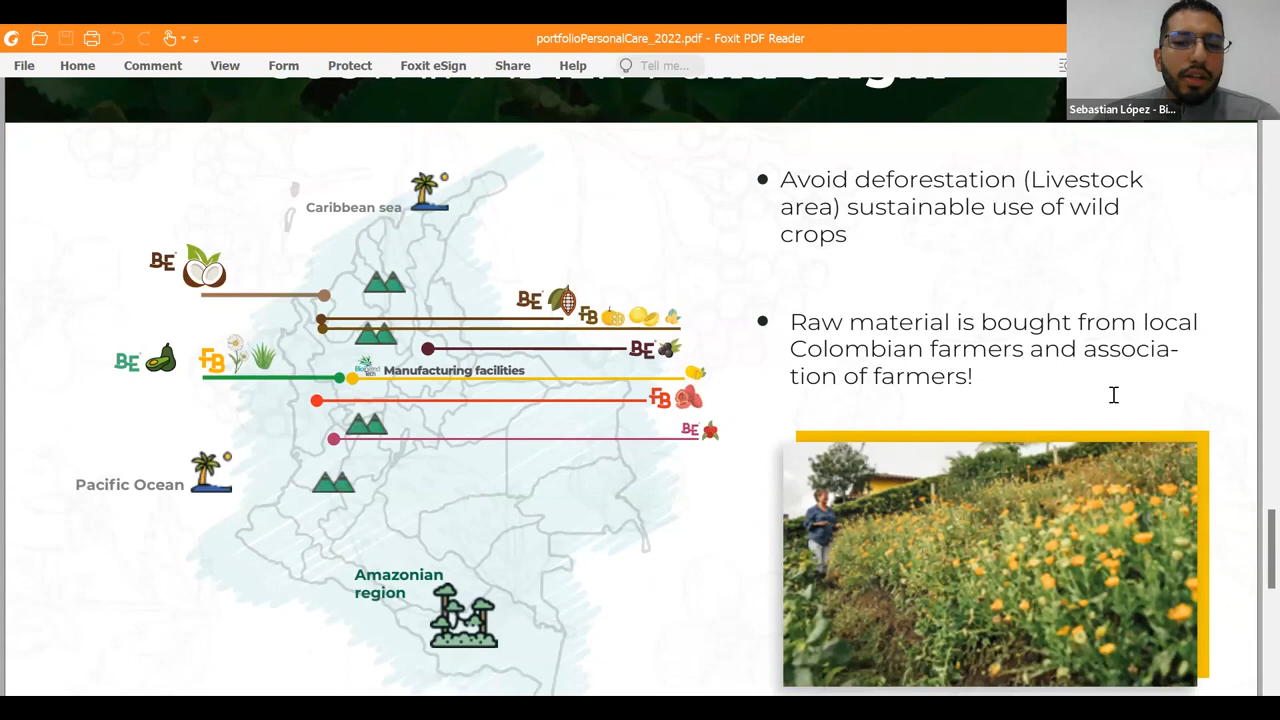 portfolioPersonalCare_2022.pdf - Foxit PDF Reader
File Home Comment View Form Protect Foxit eSign Share Help Tell me...
Sebastian López - Bi...
Caribbean sea
BE
BE
FB
BE
BE
FB
Manufacturing facilities
FB
BE
Pacific Ocean
Amazonian
region
Avoid deforestation (Livestock
area) sustainable use of wild
crops
Raw material is bought from local
Colombian farmers and associa-
tion of farmers!